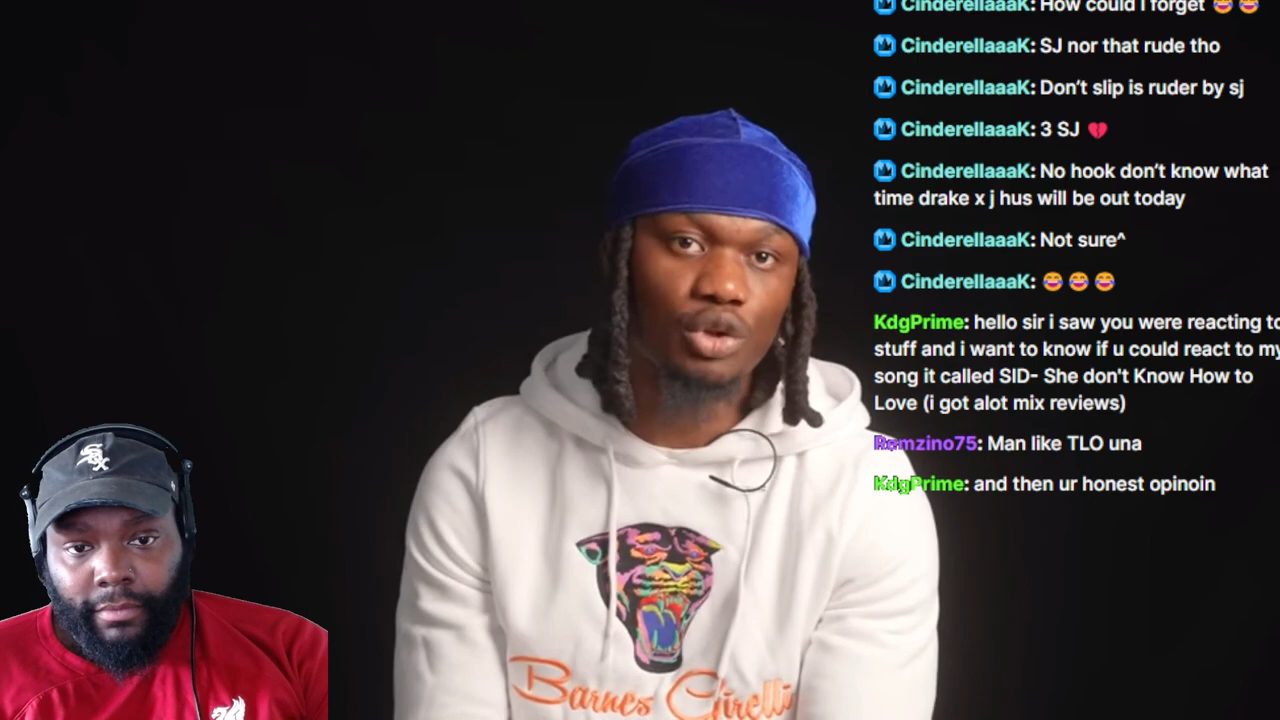 CinderellaaaK: How could I forget 😂😂
CinderellaaaK: SJ nor that rude tho
CinderellaaaK: Don't slip is ruder by sj
CinderellaaaK: 3 SJ 💔
CinderellaaaK: No hook don't know what
time drake x j hus will be out today
CinderellaaaK: Not sure^
CinderellaaaK: 😂😂😂
KdgPrime: hello sir i saw you were reacting to
stuff and i want to know if u could react to my
song it called SID- She don't Know How to
Love (i got alot mix reviews)
Rømzino75: Man like TLO una
KdgPrime: and then ur honest opinoin
Sox
Barnes Girelli